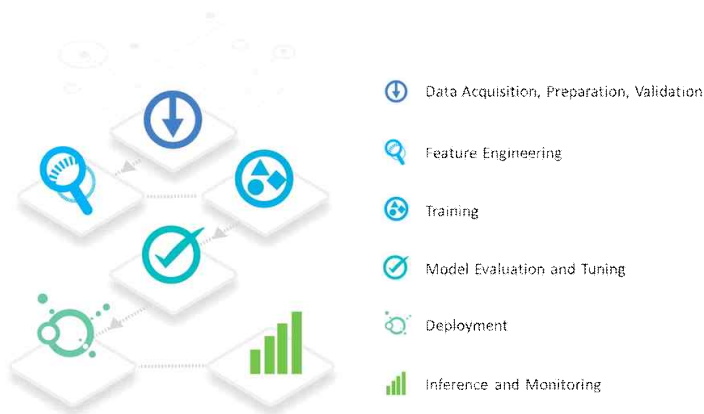 Data Acquisition, Preparation, Validation
Feature Engineering
Training
Model Evaluation and Tuning
Deployment
Inference and Monitoring